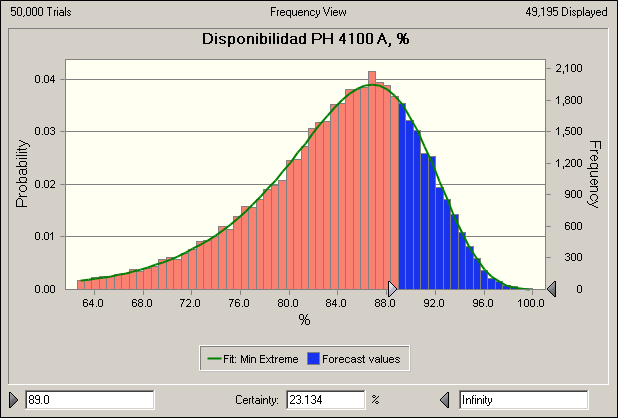 50,000 Trials Frequency View 49,195 Displayed
Disponibilidad PH 4100 A, %
Probability
0.04
0.03
0.02
0.01
0.00
2,100
1,800
1,500
1,200
900
600
300
0
Frequency
64.0 68.0 72.0 76.0 80.0 84.0 88.0 92.0 96.0 100.0
%
Fit: Min Extreme Forecast values
89.0 Certainty: 23.134 % Infinity